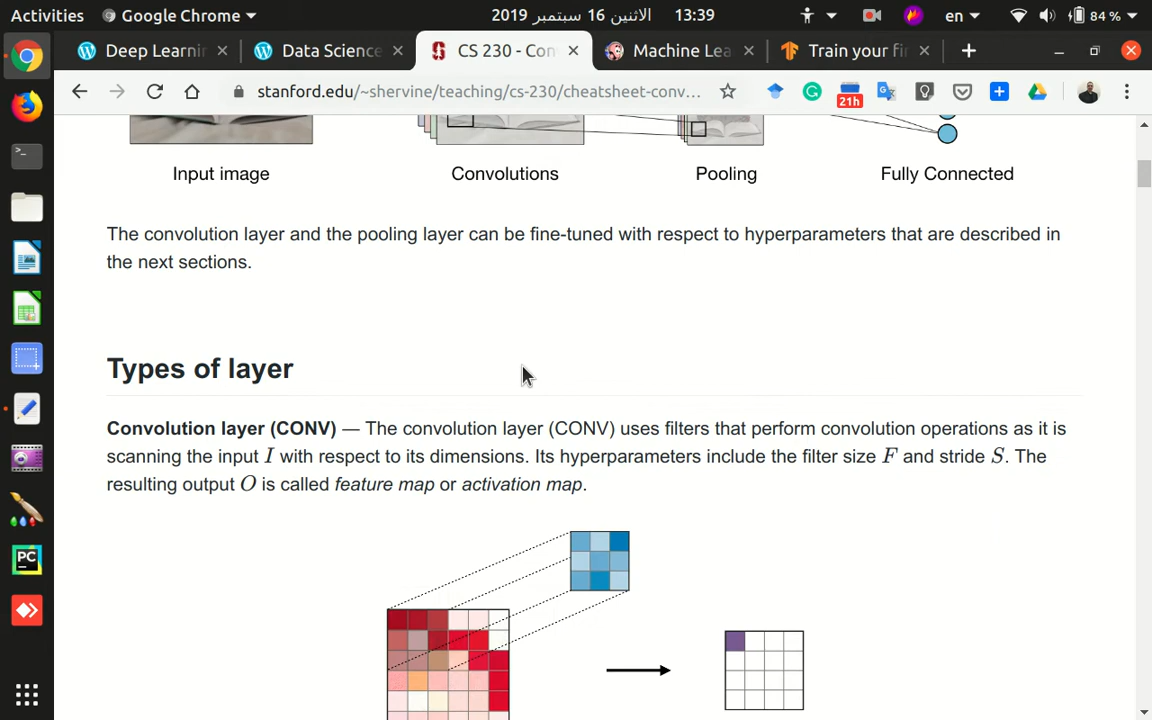 Activities Google Chrome 2019 الاثنين 16 سبتمبر 13:39 en 84 %
Deep Learni Data Science CS 230 - Con Machine Lea Train your fi
stanford.edu/~shervine/teaching/cs-230/cheatsheet-conv... 21h
Input image Convolutions Pooling Fully Connected
The convolution layer and the pooling layer can be fine-tuned with respect to hyperparameters that are described in
the next sections.
Types of layer
Convolution layer (CONV) — The convolution layer (CONV) uses filters that perform convolution operations as it is
scanning the input I with respect to its dimensions. Its hyperparameters include the filter size F and stride S. The
resulting output O is called feature map or activation map.
PC